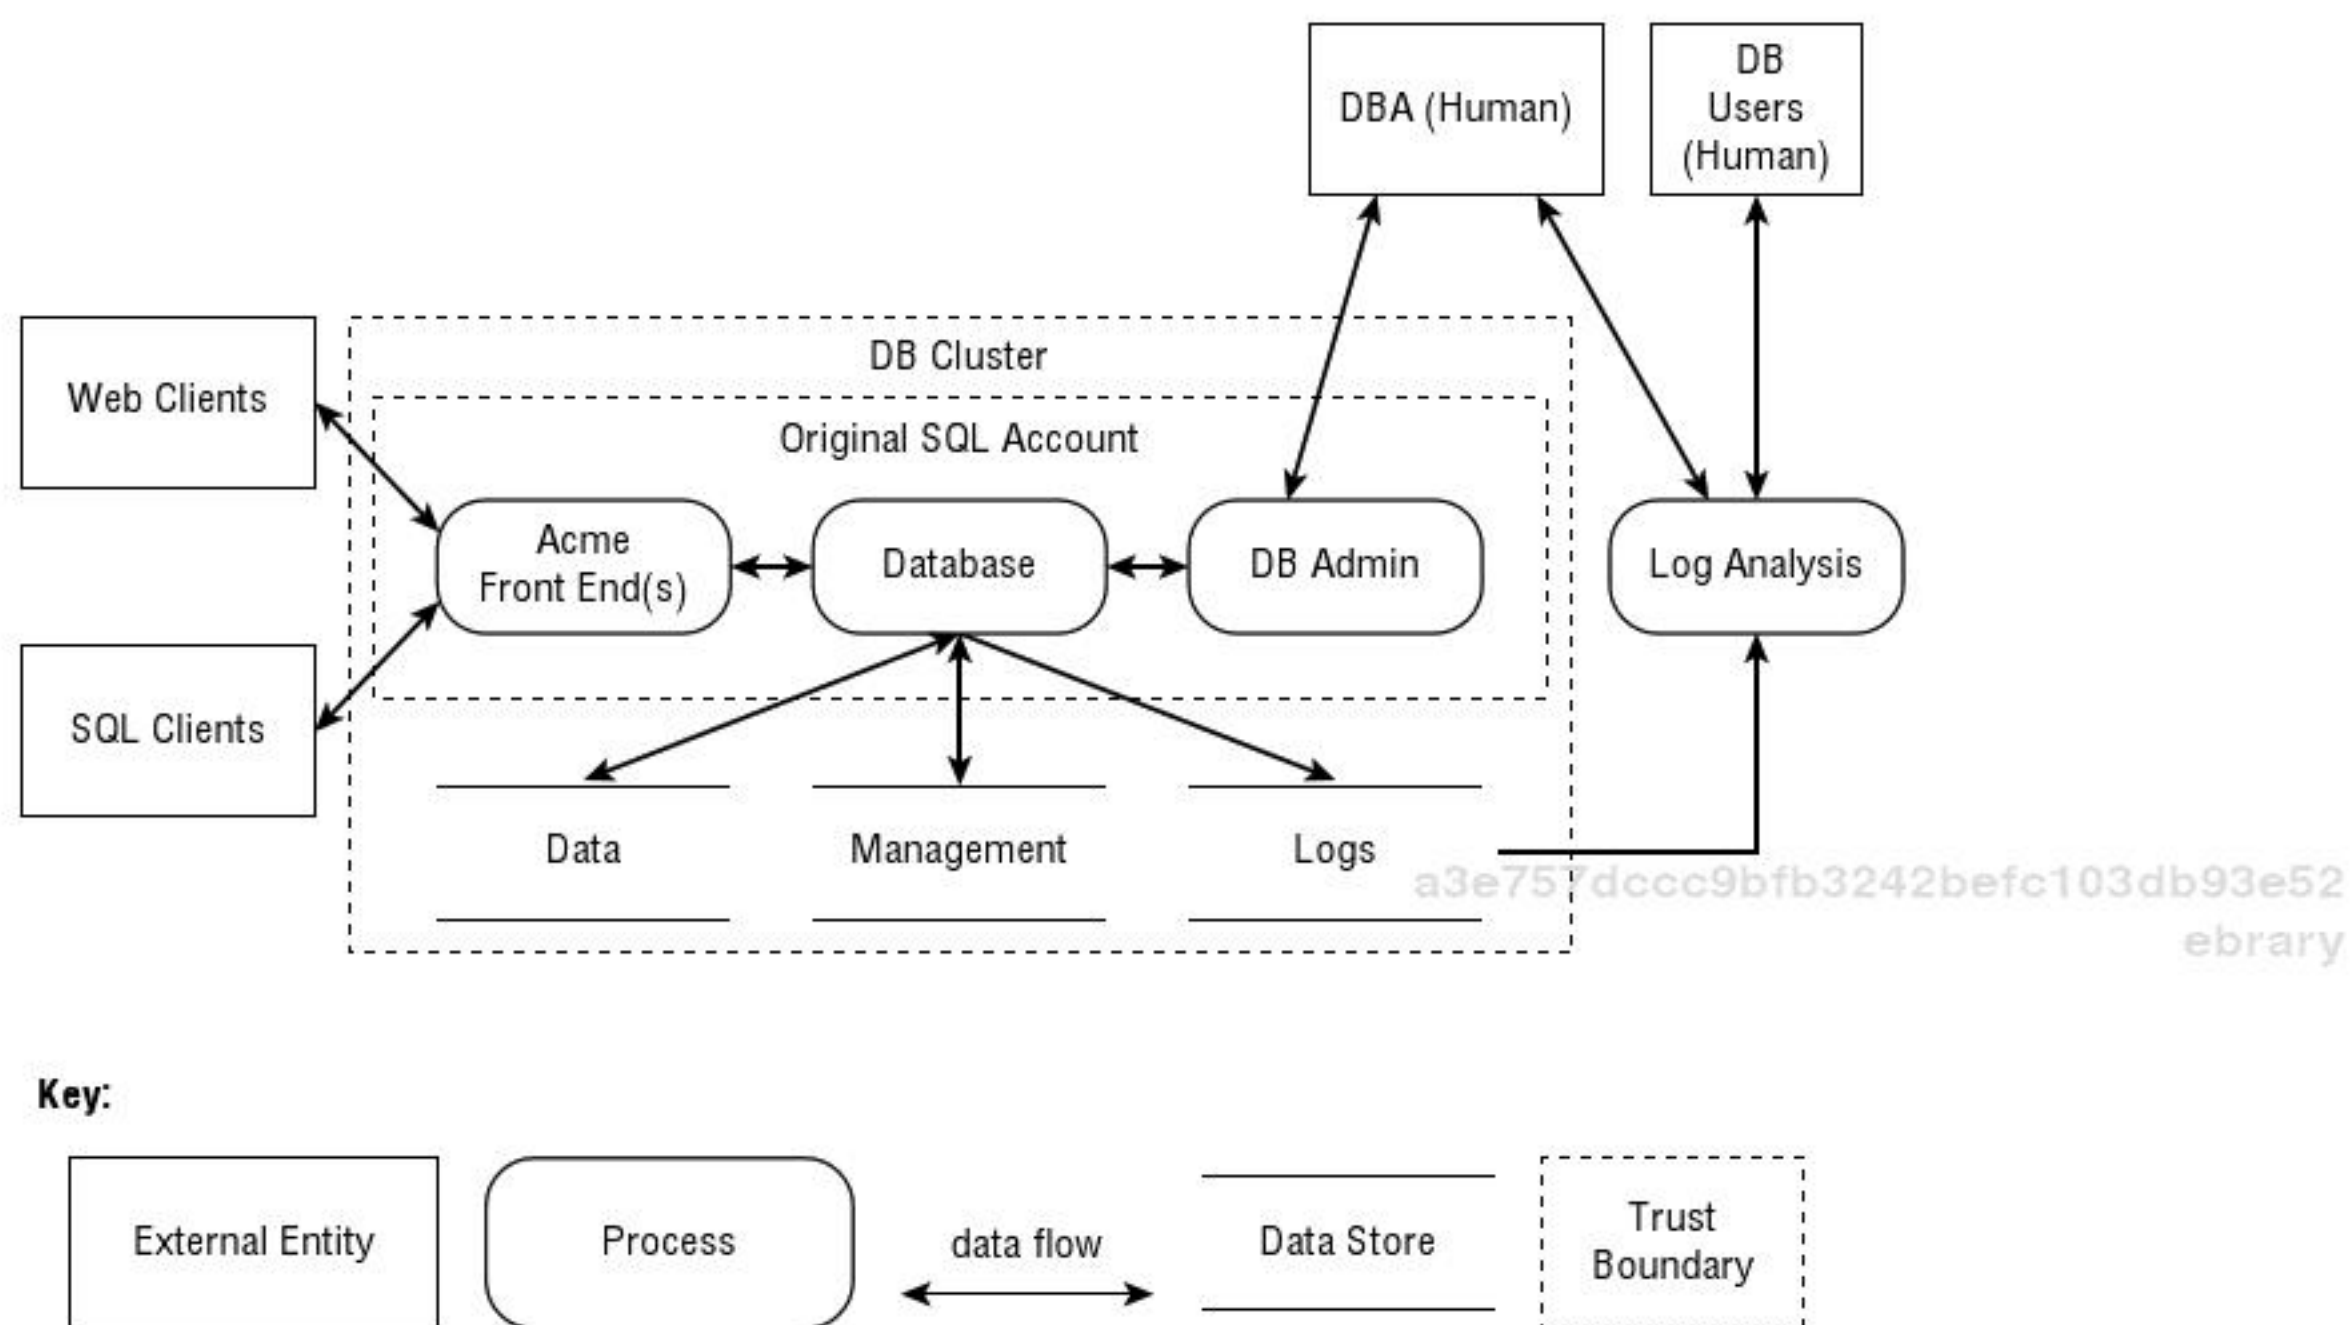 DBA (Human)
DB
Users
(Human)
Web Clients
DB Cluster
Original SQL Account
Acme
Front End(s)
Database
DB Admin
Log Analysis
SQL Clients
Data
Management
Logs
a3e757dccc9bfb3242befc103db93e52
ebrary
Key:
External Entity
Process
data flow
Data Store
Trust
Boundary